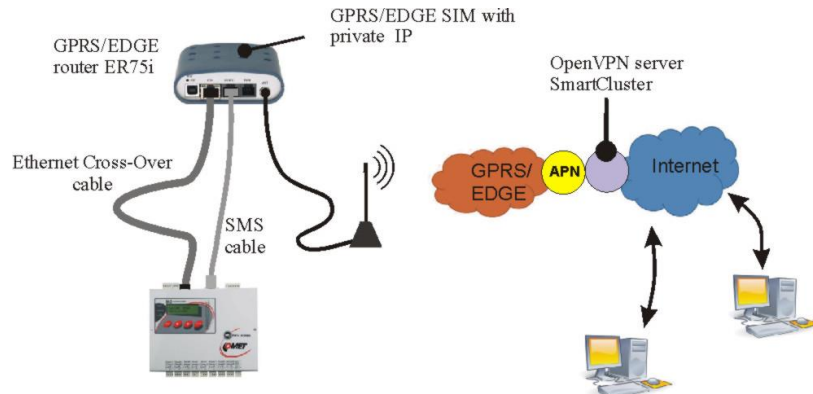 GPRS/EDGE SIM with
private IP
GPRS/EDGE
router ER75i
OpenVPN server
SmartCluster
Ethernet Cross-Over
cable
SMS
cable
GPRS/
EDGE
APN
Internet
COMET